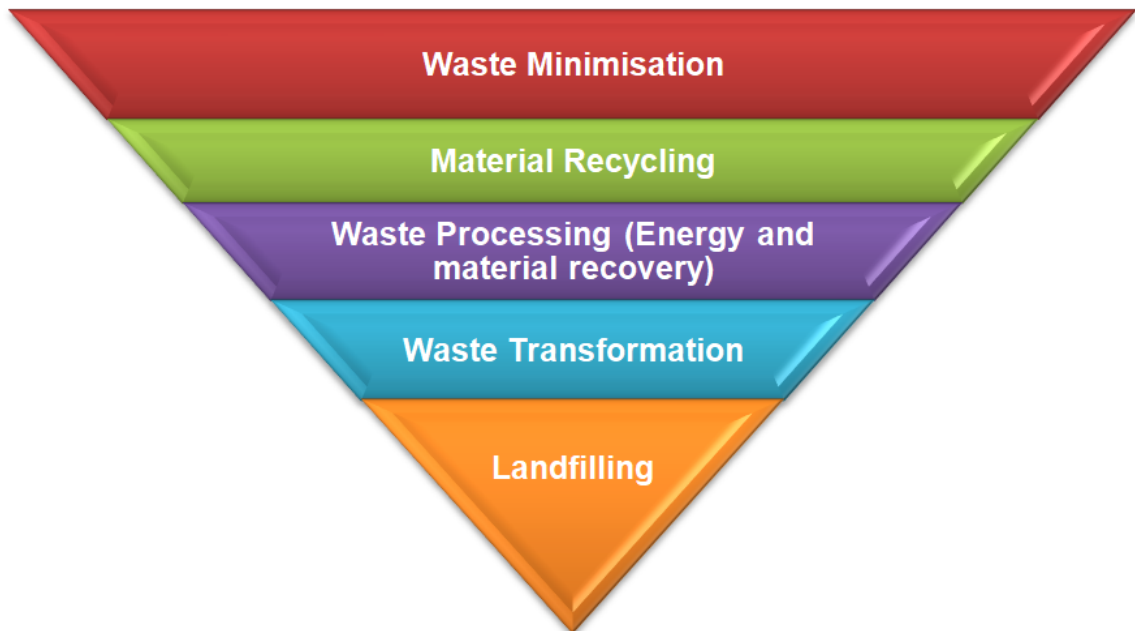 Waste Minimisation
Material Recycling
Waste Processing (Energy and
material recovery)
Waste Transformation
Landfilling